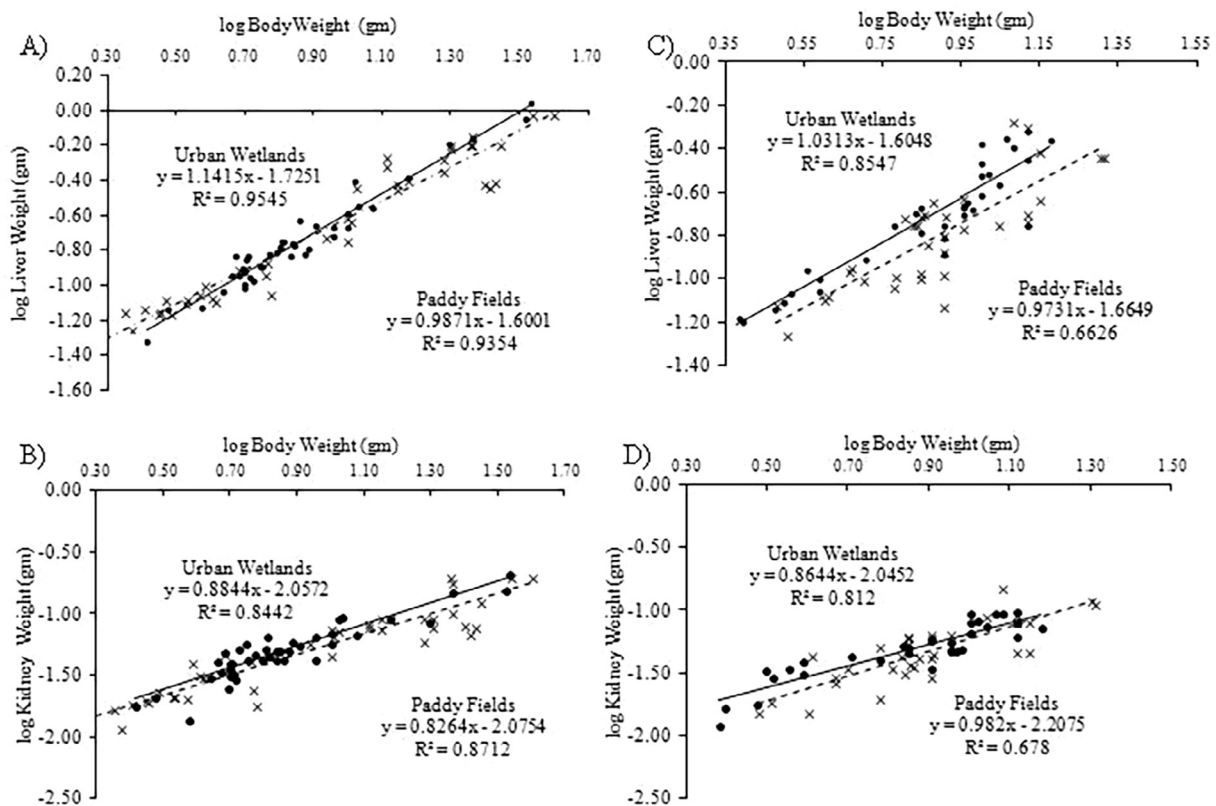 A)
log Body Weight (gm)
0.30 0.50 0.70 0.90 1.10 1.30 1.50 1.70
log Liver Weight (gm)
0.20
0.00
-0.20
-0.40
-0.60
-0.80
-1.00
-1.20
-1.40
-1.60
Urban Wetlands
y = 1.1415x - 1.7251
R² = 0.9545
Paddy Fields
y = 0.9871x - 1.6001
R² = 0.9354
C)
log Body Weight (gm)
0.35 0.55 0.75 0.95 1.15 1.35 1.55
log Liver Weight (gm)
-0.20
-0.40
-0.60
-0.80
-1.00
-1.20
-1.40
Urban Wetlands
y = 1.0313x - 1.6048
R² = 0.8547
Paddy Fields
y = 0.9731x - 1.6649
R² = 0.6626
B)
log Body Weight (gm)
0.30 0.50 0.70 0.90 1.10 1.30 1.50 1.70
log Kidney Weight (gm)
0.00
-0.50
-1.00
-1.50
-2.00
-2.50
Urban Wetlands
y = 0.8844x - 2.0572
R² = 0.8442
Paddy Fields
y = 0.8264x - 2.0754
R² = 0.8712
D)
log Body Weight (gm)
0.30 0.50 0.70 0.90 1.10 1.30 1.50
log Kidney Weight (gm)
0.00
-0.50
-1.00
-1.50
-2.00
-2.50
Urban Wetlands
y = 0.8644x - 2.0452
R² = 0.812
Paddy Fields
y = 0.982x - 2.2075
R² = 0.678